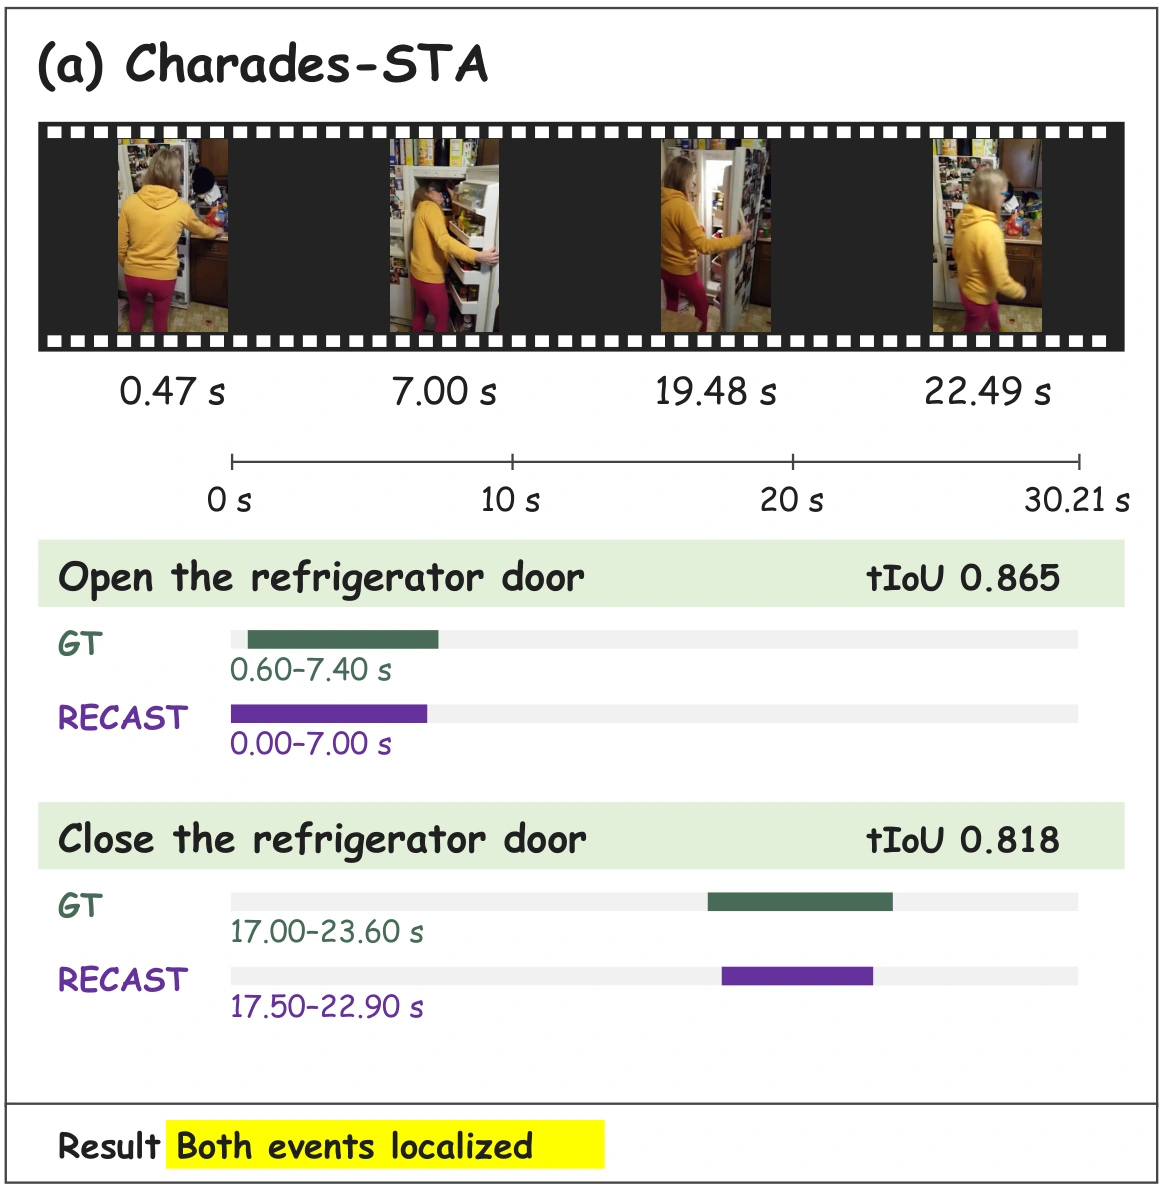 (a) Charades-STA
0.47 s 7.00 s 19.48 s 22.49 s
0 s 10 s 20 s 30.21 s
Open the refrigerator door tIoU 0.865
GT
0.60–7.40 s
RECAST
0.00–7.00 s
Close the refrigerator door tIoU 0.818
GT
17.00–23.60 s
RECAST
17.50–22.90 s
Result Both events localized